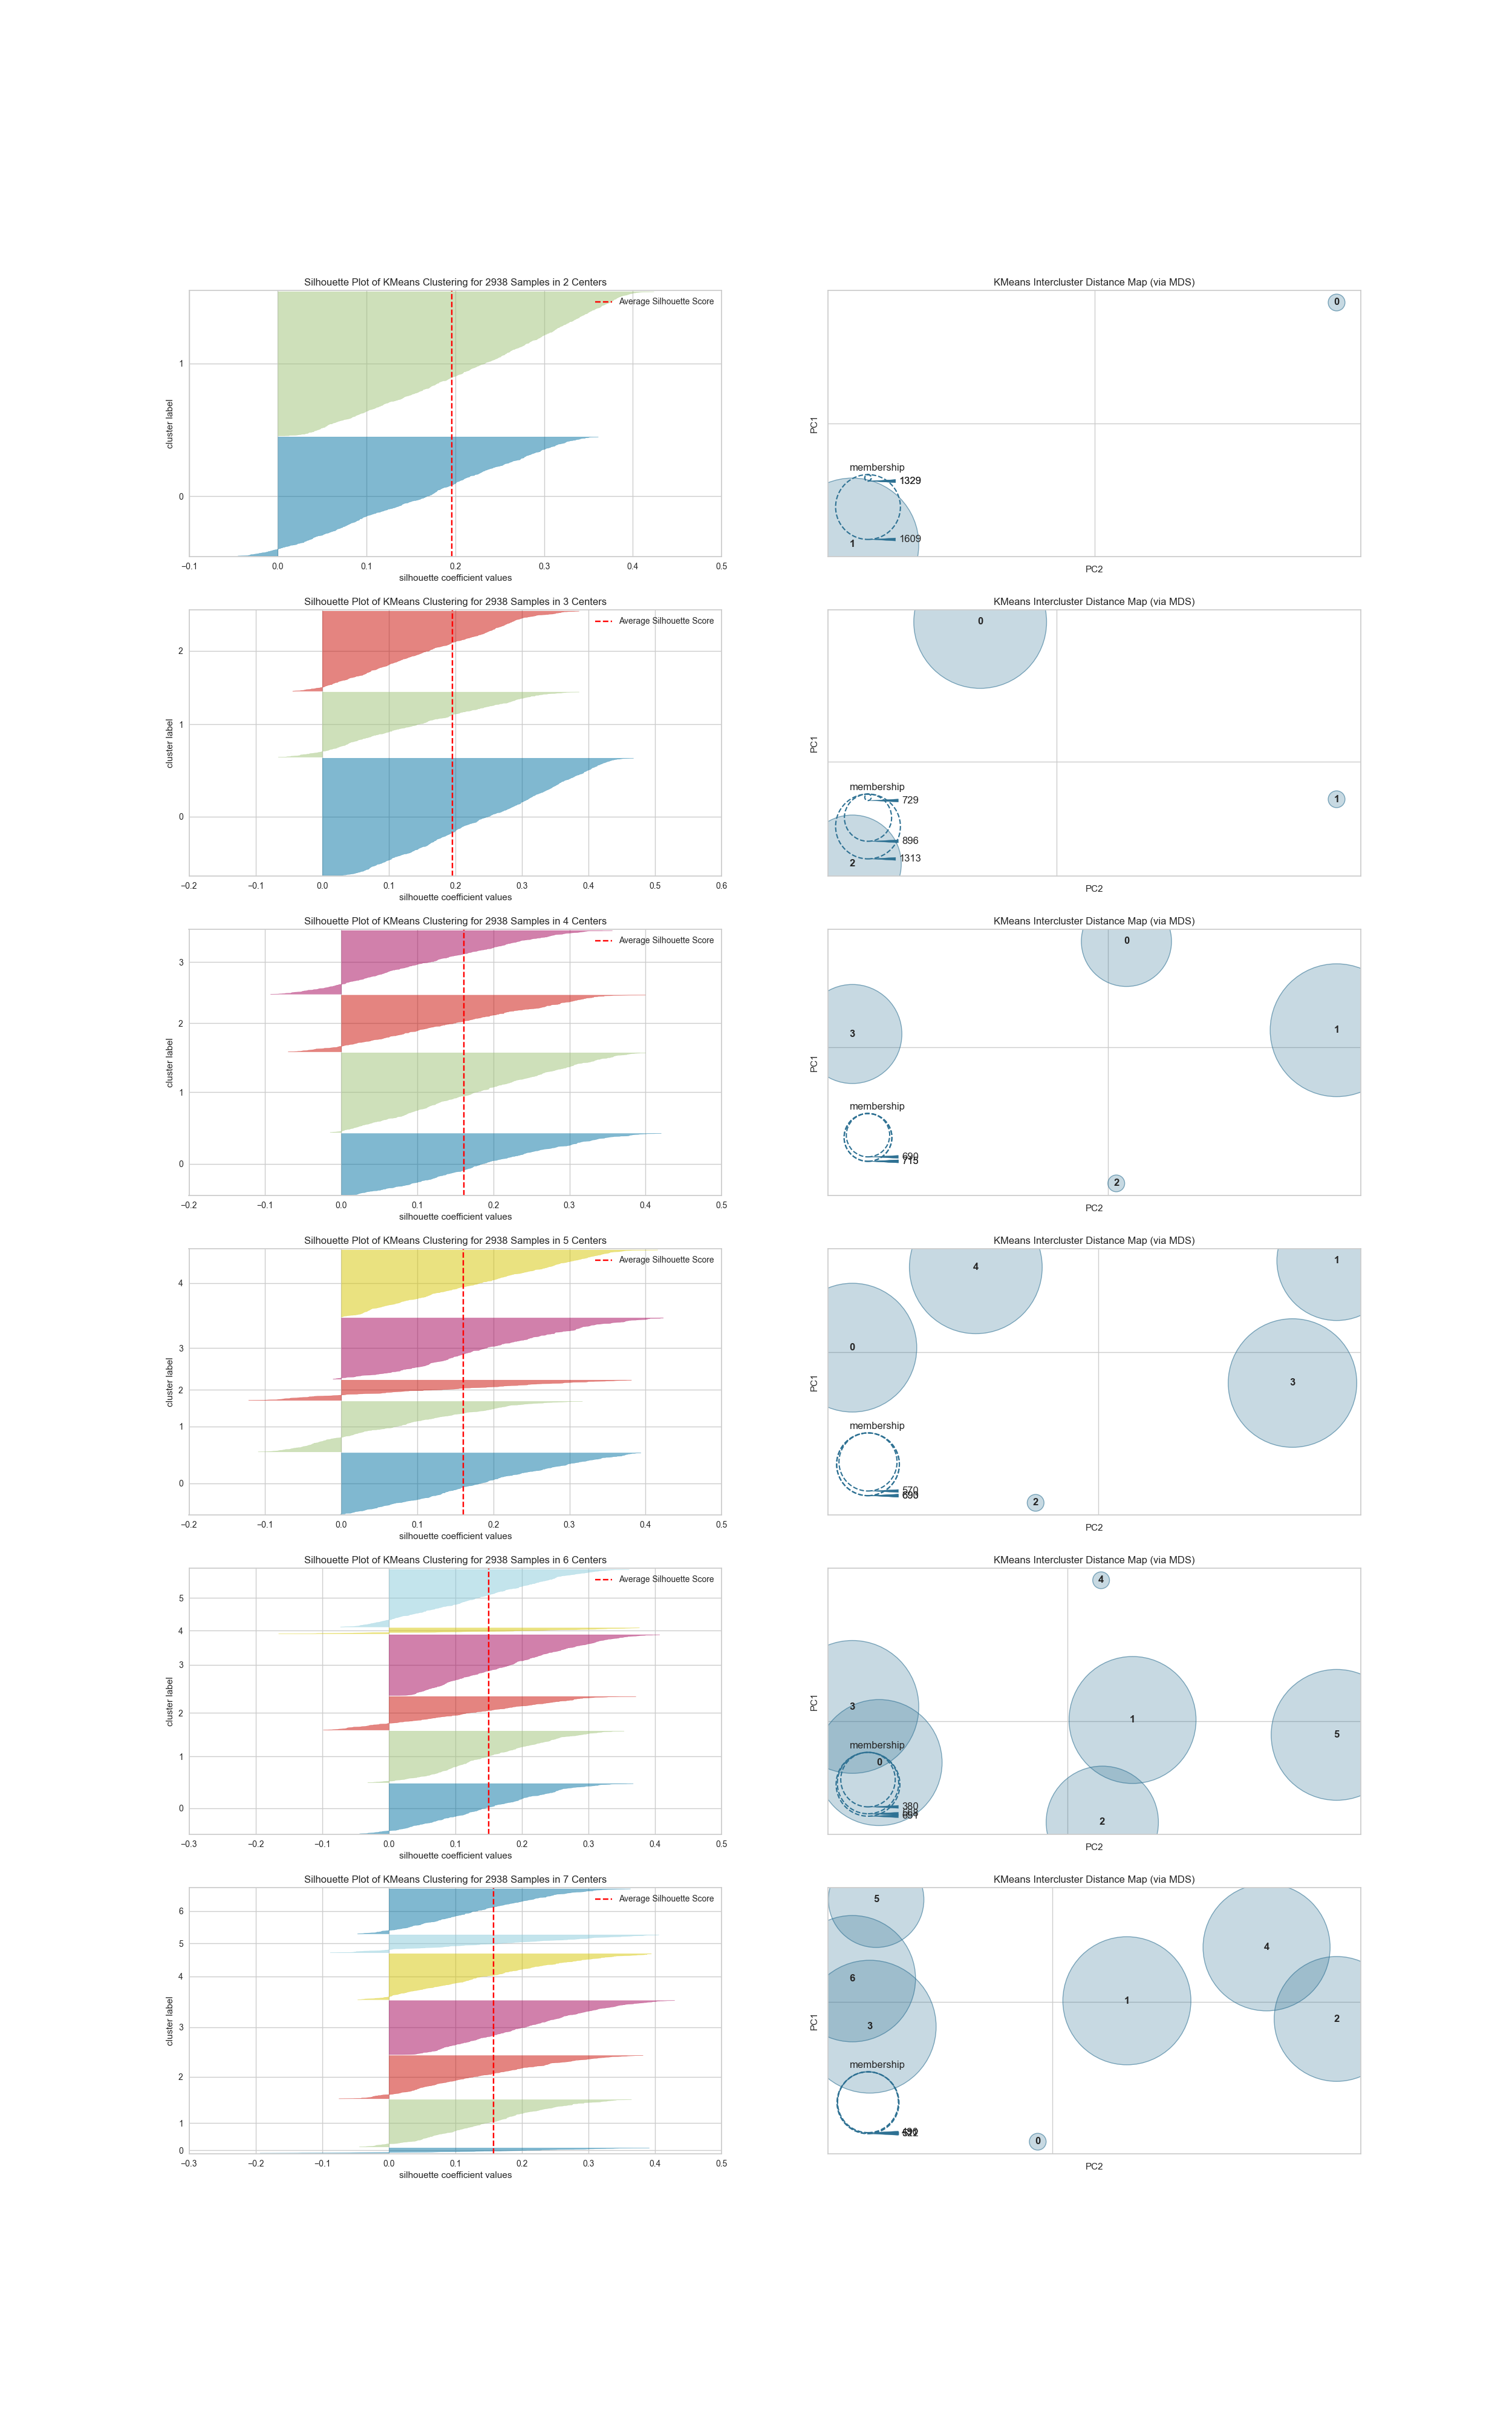 Silhouette Plot of KMeans Clustering for 2938 Samples in 2 Centers
Average Silhouette Score
cluster label
1
0
−0.1 0.0 0.1 0.2 0.3 0.4 0.5
silhouette coefficient values
KMeans Intercluster Distance Map (via MDS)
0
PC1
membership
1329
1609
1
PC2
Silhouette Plot of KMeans Clustering for 2938 Samples in 3 Centers
Average Silhouette Score
cluster label
2
1
0
−0.2 −0.1 0.0 0.1 0.2 0.3 0.4 0.5 0.6
silhouette coefficient values
KMeans Intercluster Distance Map (via MDS)
0
PC1
membership
729
1
896
1313
2
PC2
Silhouette Plot of KMeans Clustering for 2938 Samples in 4 Centers
Average Silhouette Score
cluster label
3
2
1
0
−0.2 −0.1 0.0 0.1 0.2 0.3 0.4 0.5
silhouette coefficient values
KMeans Intercluster Distance Map (via MDS)
0
3
1
PC1
membership
690
715
2
PC2
Silhouette Plot of KMeans Clustering for 2938 Samples in 5 Centers
Average Silhouette Score
cluster label
4
3
2
1
0
−0.2 −0.1 0.0 0.1 0.2 0.3 0.4 0.5
silhouette coefficient values
KMeans Intercluster Distance Map (via MDS)
1
4
0
3
PC1
membership
570
2
PC2
Silhouette Plot of KMeans Clustering for 2938 Samples in 6 Centers
Average Silhouette Score
cluster label
5
4
3
2
1
0
−0.3 −0.2 −0.1 0.0 0.1 0.2 0.3 0.4 0.5
silhouette coefficient values
KMeans Intercluster Distance Map (via MDS)
4
3
1
5
PC1
membership
0
380
2
PC2
Silhouette Plot of KMeans Clustering for 2938 Samples in 7 Centers
Average Silhouette Score
cluster label
6
5
4
3
2
1
0
−0.3 −0.2 −0.1 0.0 0.1 0.2 0.3 0.4 0.5
silhouette coefficient values
KMeans Intercluster Distance Map (via MDS)
5
4
6
1
2
3
PC1
membership
0
PC2